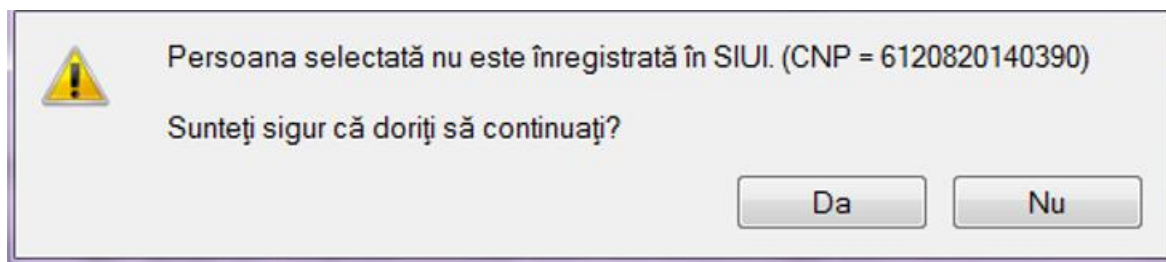 Persoana selectată nu este înregistrată în SIUI. (CNP = 6120820140390)
Sunteţi sigur că doriţi să continuaţi?
Da
Nu